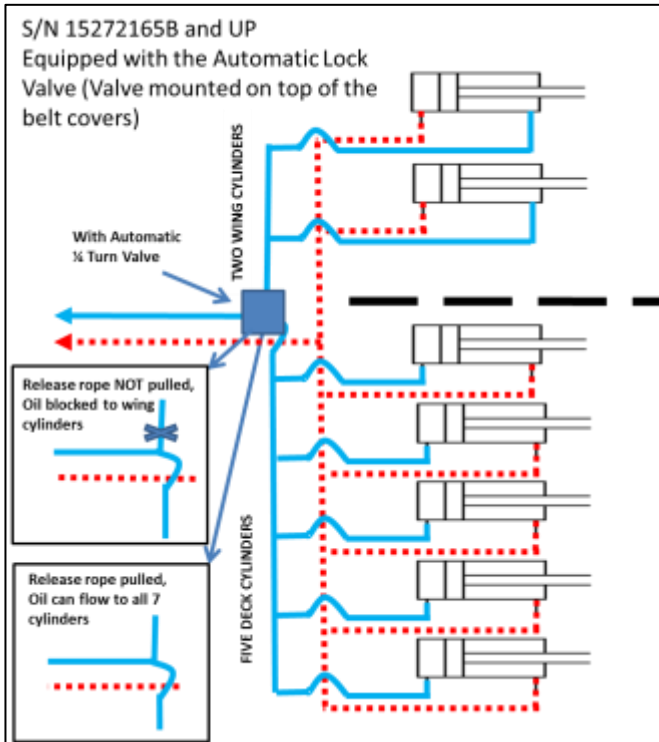 S/N 15272165B and UP
Equipped with the Automatic Lock
Valve (Valve mounted on top of the
belt covers)
TWO WING CYLINDERS
With Automatic
¼ Turn Valve
Release rope NOT pulled,
Oil blocked to wing
cylinders
Release rope pulled,
Oil can flow to all 7
cylinders
FIVE DECK CYLINDERS